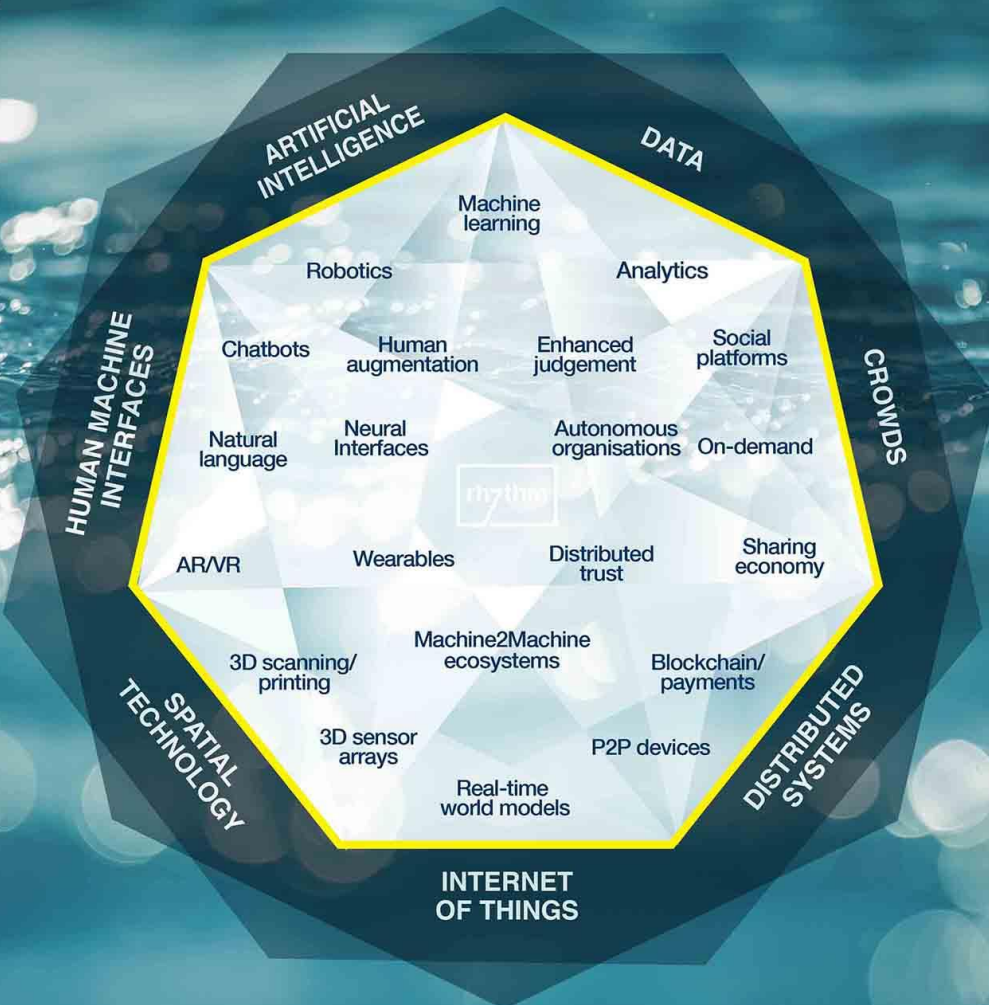 ARTIFICIAL
INTELLIGENCE
DATA
Machine
learning
Robotics
Analytics
Chatbots
Human
augmentation
Enhanced
judgement
Social
platforms
HUMAN MACHINE
INTERFACES
CROWDS
Natural
language
Neural
Interfaces
Autonomous
organisations
On-demand
rh7thm
AR/VR
Wearables
Distributed
trust
Sharing
economy
3D scanning/
printing
Machine2Machine
ecosystems
Blockchain/
payments
SPATIAL
TECHNOLOGY
3D sensor
arrays
P2P devices
DISTRIBUTED
SYSTEMS
Real-time
world models
INTERNET
OF THINGS